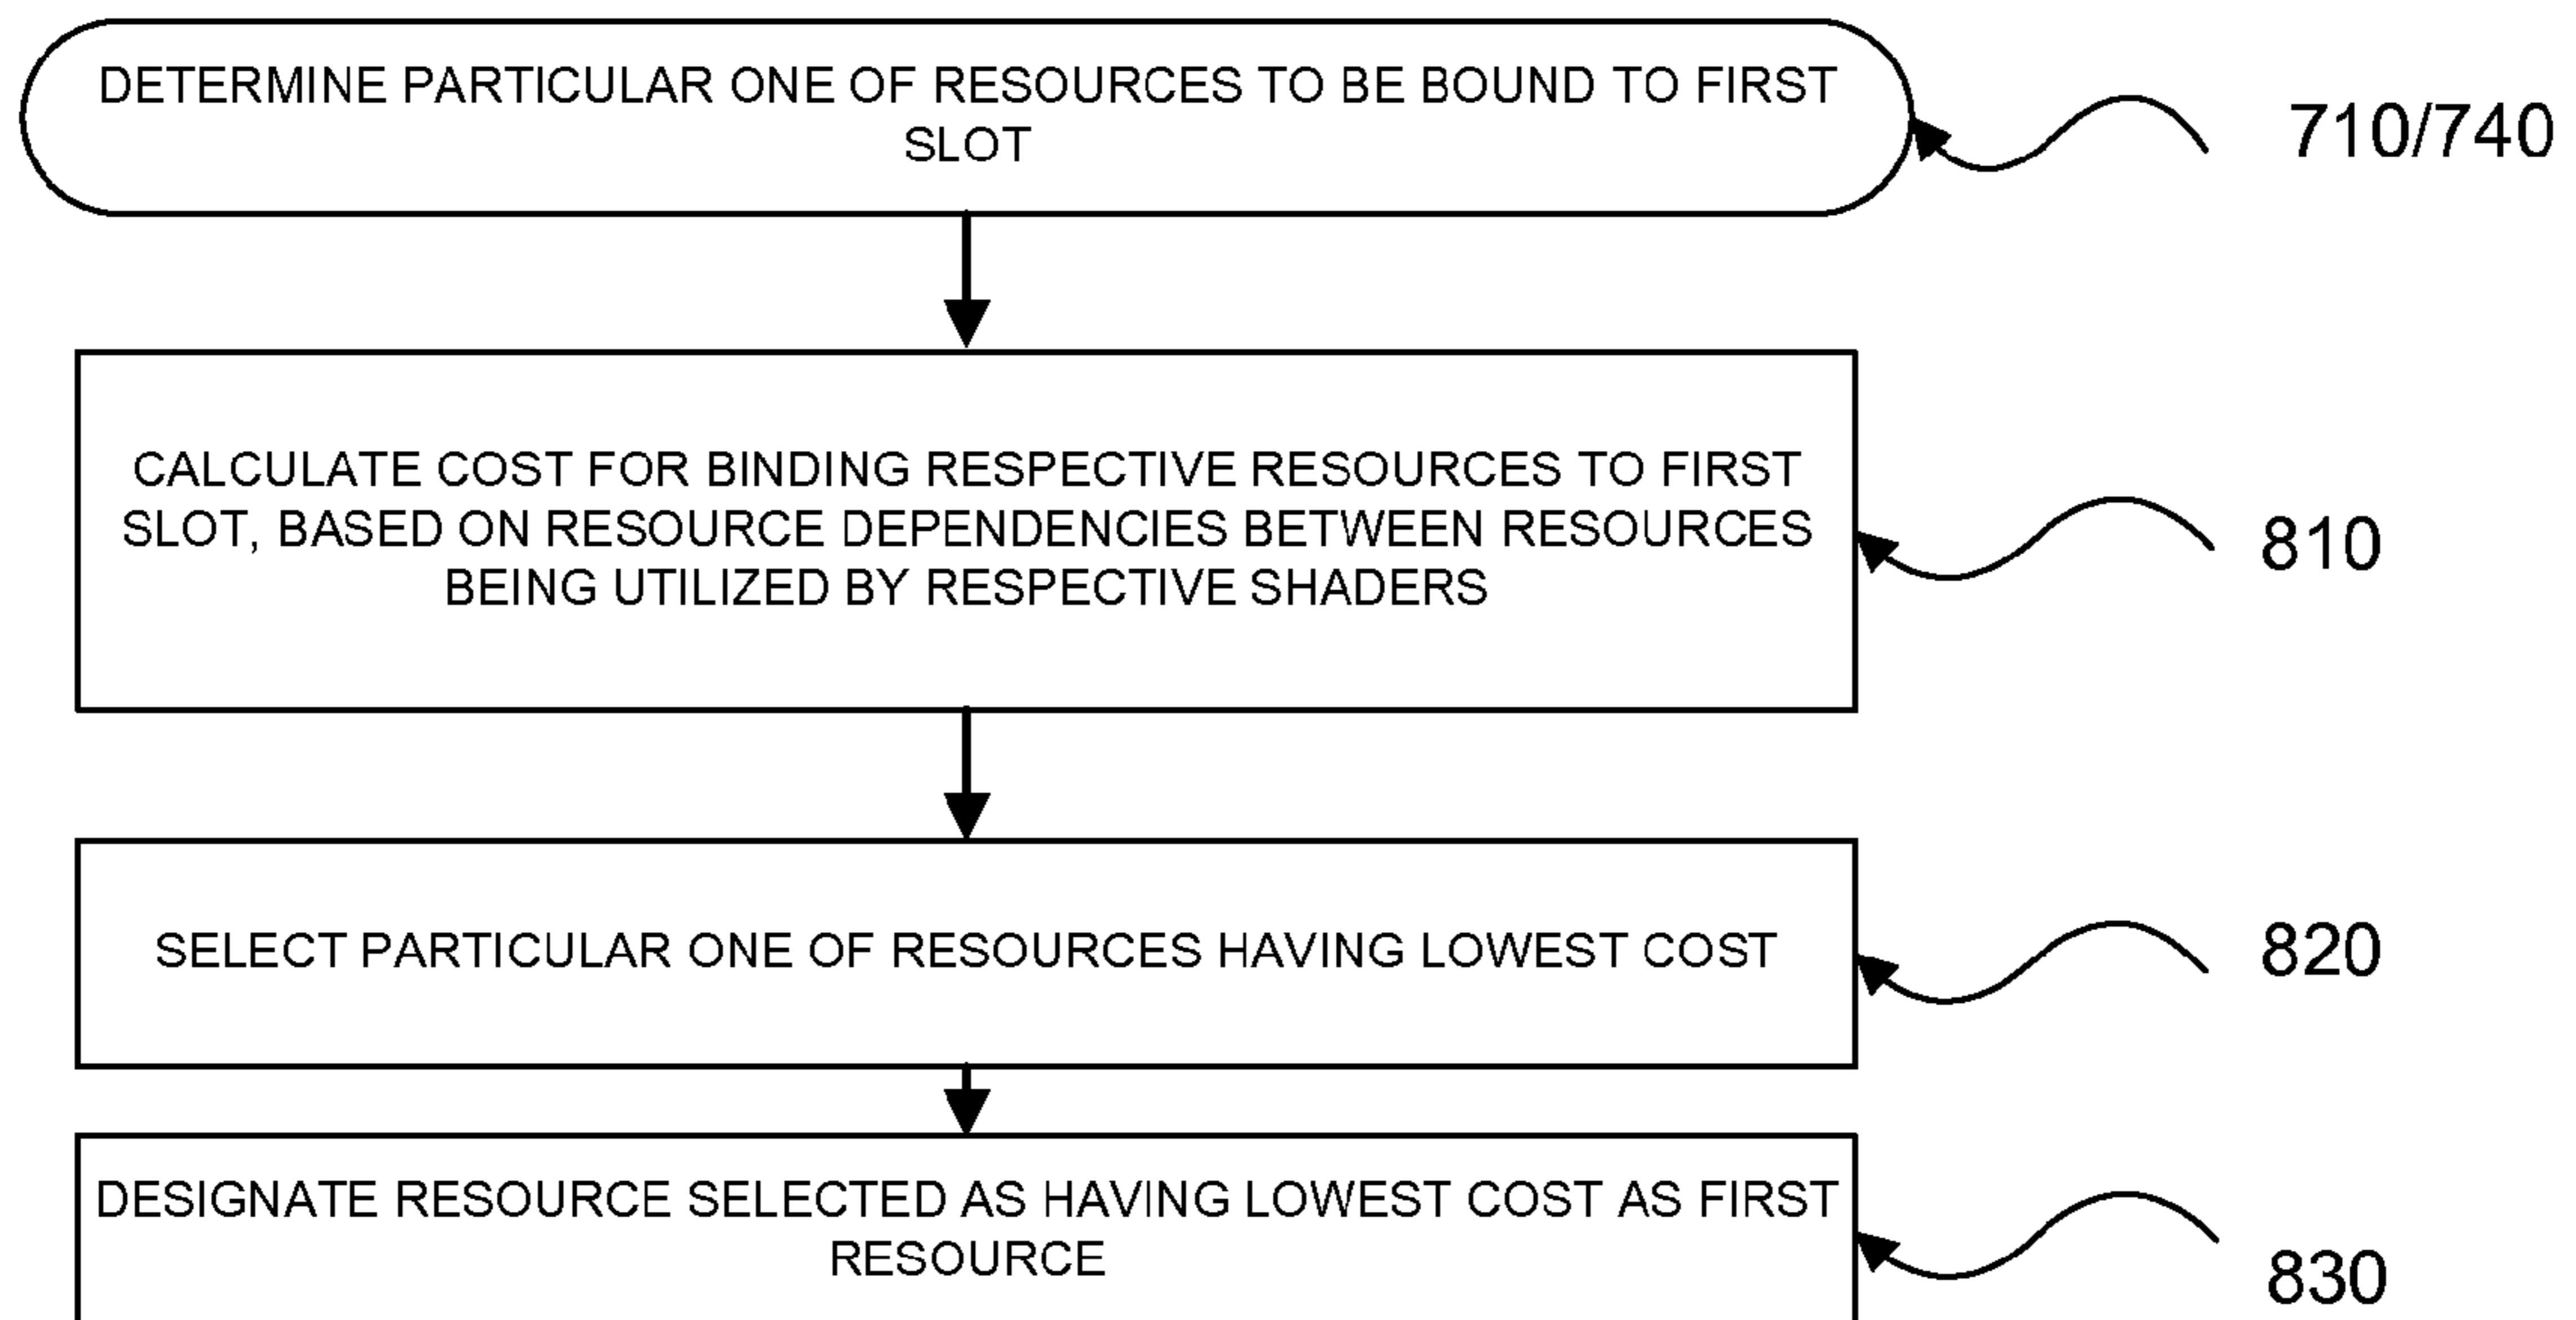 DETERMINE PARTICULAR ONE OF RESOURCES TO BE BOUND TO FIRST
SLOT
710/740
CALCULATE COST FOR BINDING RESPECTIVE RESOURCES TO FIRST
SLOT, BASED ON RESOURCE DEPENDENCIES BETWEEN RESOURCES
BEING UTILIZED BY RESPECTIVE SHADERS
810
SELECT PARTICULAR ONE OF RESOURCES HAVING LOWEST COST
820
DESIGNATE RESOURCE SELECTED AS HAVING LOWEST COST AS FIRST
RESOURCE
830